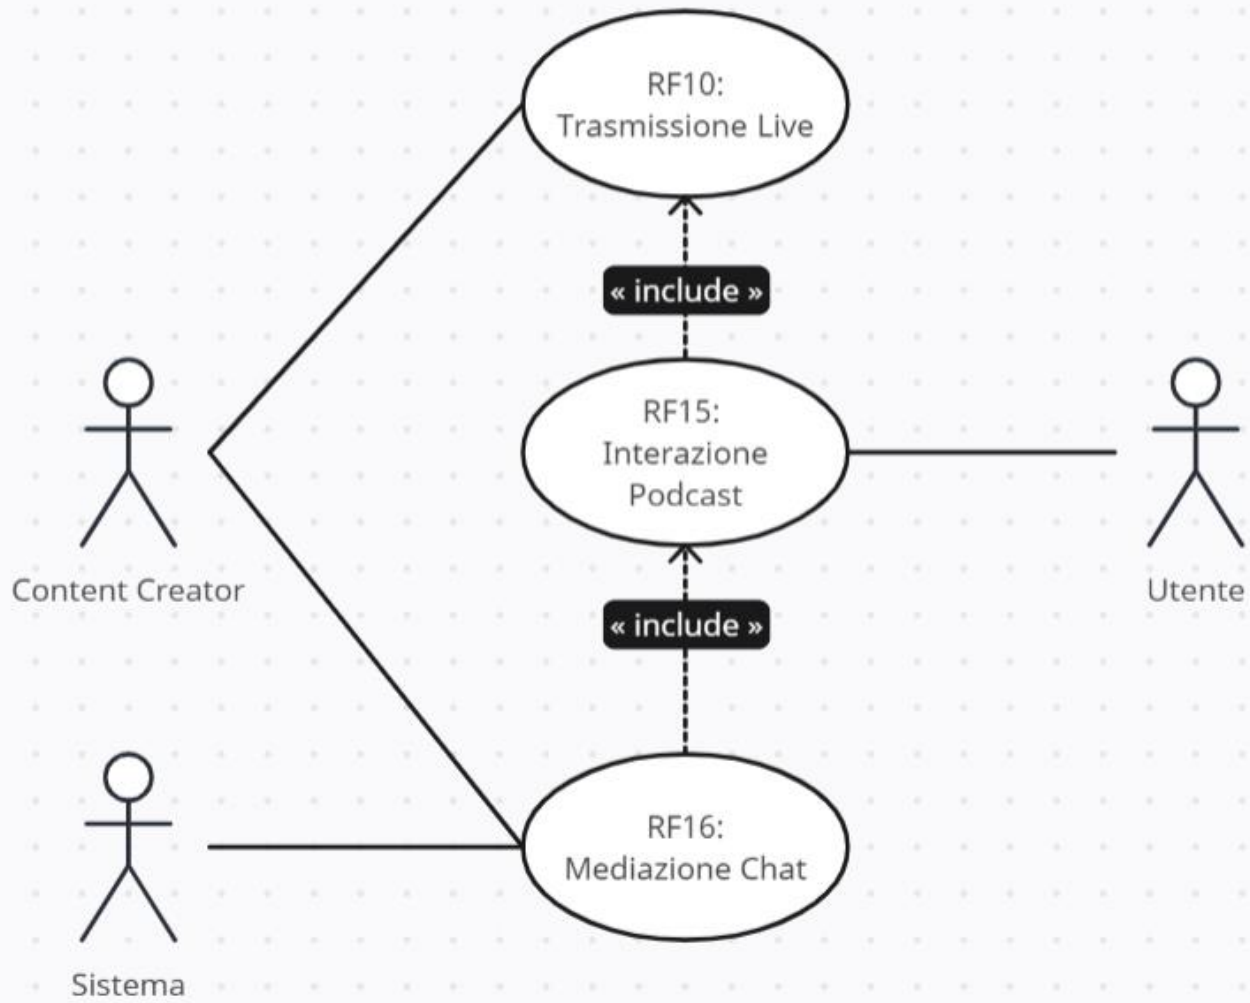 RF10:
Trasmissione Live
« include »
RF15:
Interazione
Podcast
Content Creator
Utente
« include »
RF16:
Mediazione Chat
Sistema